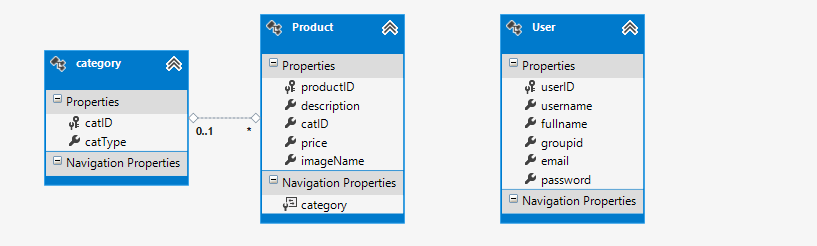 category
Properties
catID
catType
Navigation Properties
0..1
*
Product
Properties
productID
description
catID
price
imageName
Navigation Properties
category
User
Properties
userID
username
fullname
groupid
email
password
Navigation Properties